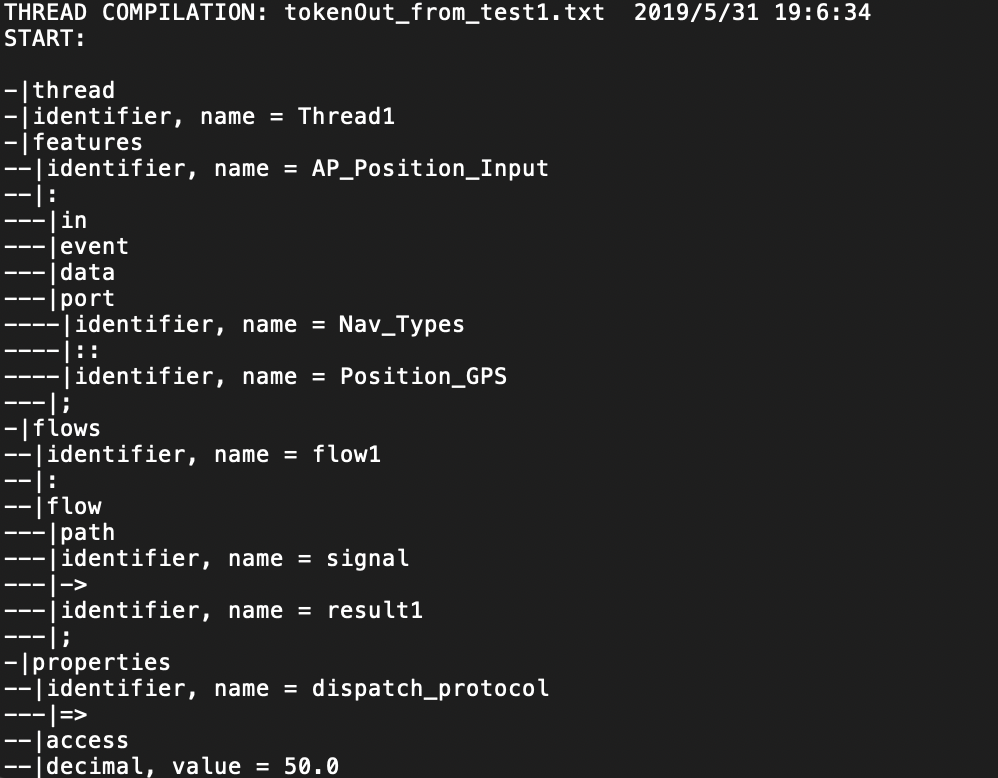 THREAD COMPILATION: tokenOut_from_test1.txt  2019/5/31 19:6:34
START:

-|thread
-|identifier, name = Thread1
-|features
--|identifier, name = AP_Position_Input
--|:
---|in
---|event
---|data
---|port
----|identifier, name = Nav_Types
----|::
----|identifier, name = Position_GPS
---|;
-|flows
--|identifier, name = flow1
--|:
--|flow
---|path
---|identifier, name = signal
---|->
---|identifier, name = result1
---|;
-|properties
--|identifier, name = dispatch_protocol
---|=>
--|access
--|decimal, value = 50.0